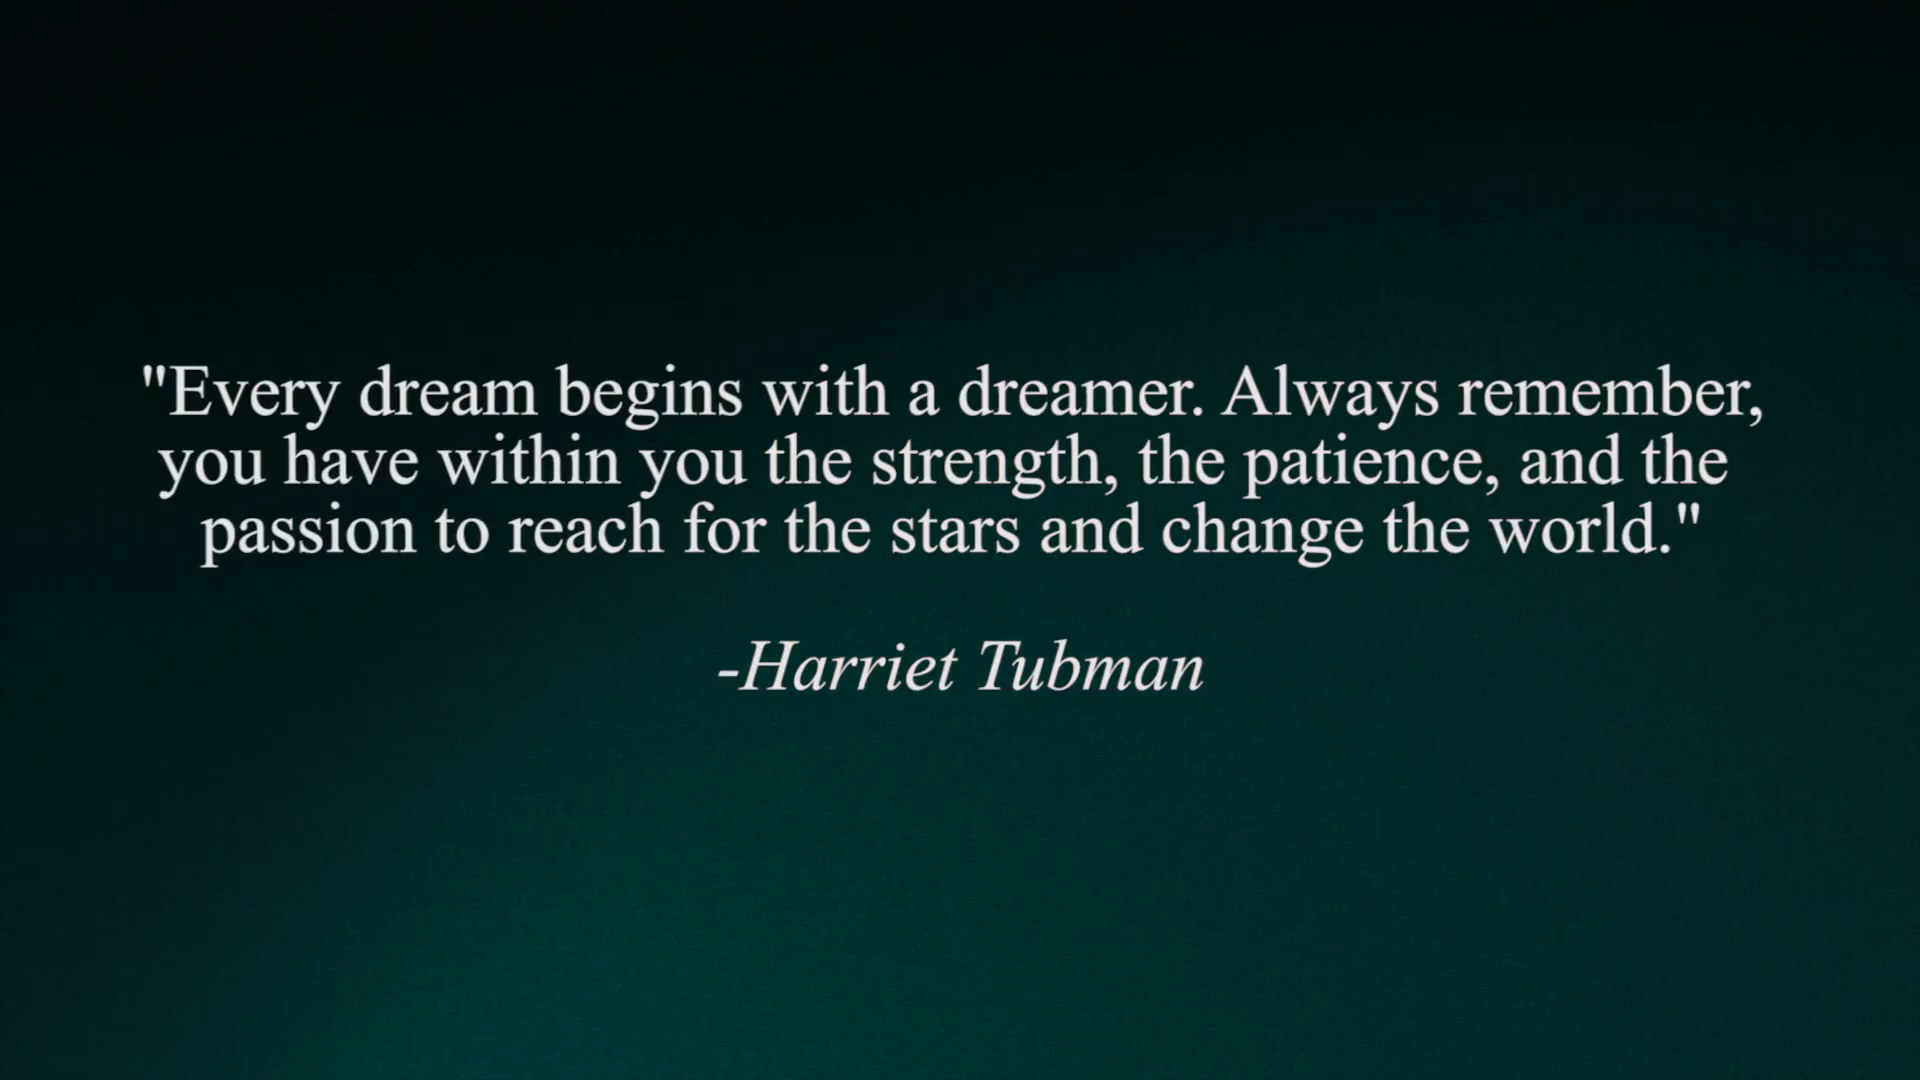 "Every dream begins with a dreamer. Always remember,
you have within you the strength, the patience, and the
passion to reach for the stars and change the world."
-Harriet Tubman